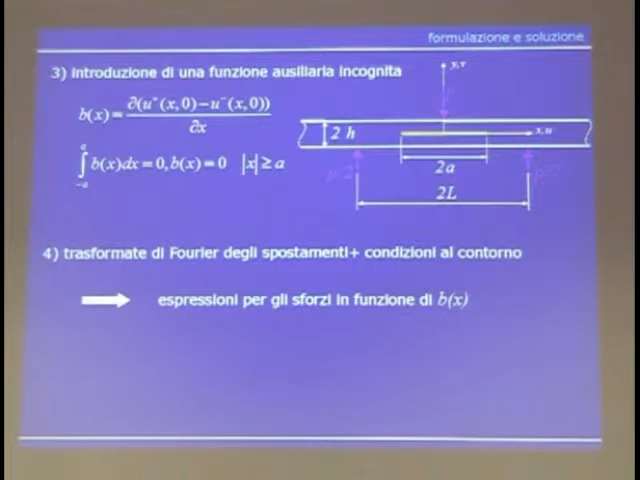 formulazione e soluzione
3) introduzione di una funzione ausiliaria incognita
b(x)=∂(u⁺(x,0)−u⁻(x,0))/∂x
∫₋ₐᵃ b(x)dx=0, b(x)=0 |x|≥a
y,v
x,u
2 h
2a
2L
4) trasformate di Fourier degli spostamenti+ condizioni al contorno
espressioni per gli sforzi in funzione di b(x)